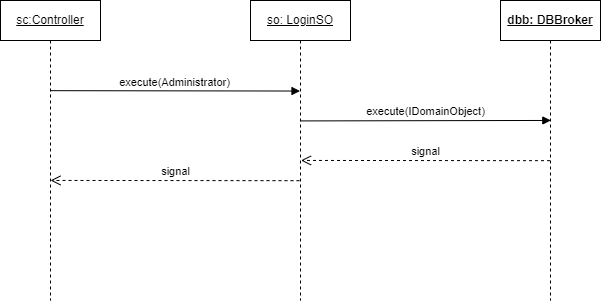 sc:Controller
so: LoginSO
dbb: DBBroker
execute(Administrator)
execute(IDomainObject)
signal
signal